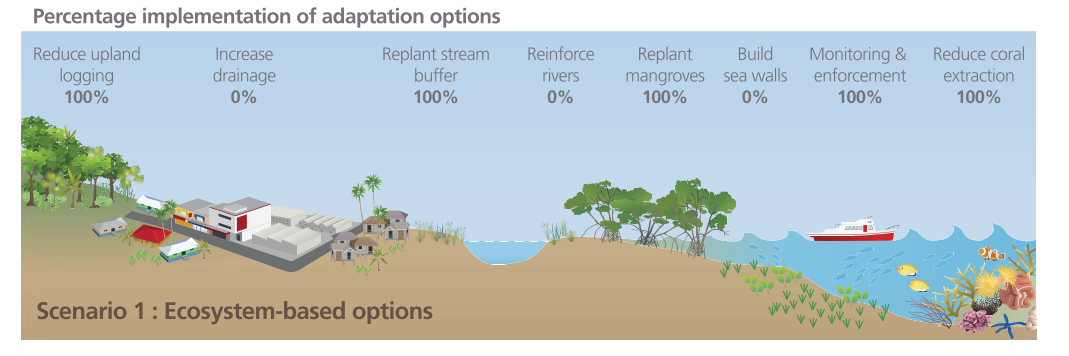 Percentage implementation of adaptation options
Reduce upland
logging
100%
Increase
drainage
0%
Replant stream
buffer
100%
Reinforce
rivers
0%
Replant
mangroves
100%
Build
sea walls
0%
Monitoring &
enforcement
100%
Reduce coral
extraction
100%
Scenario 1 : Ecosystem-based options